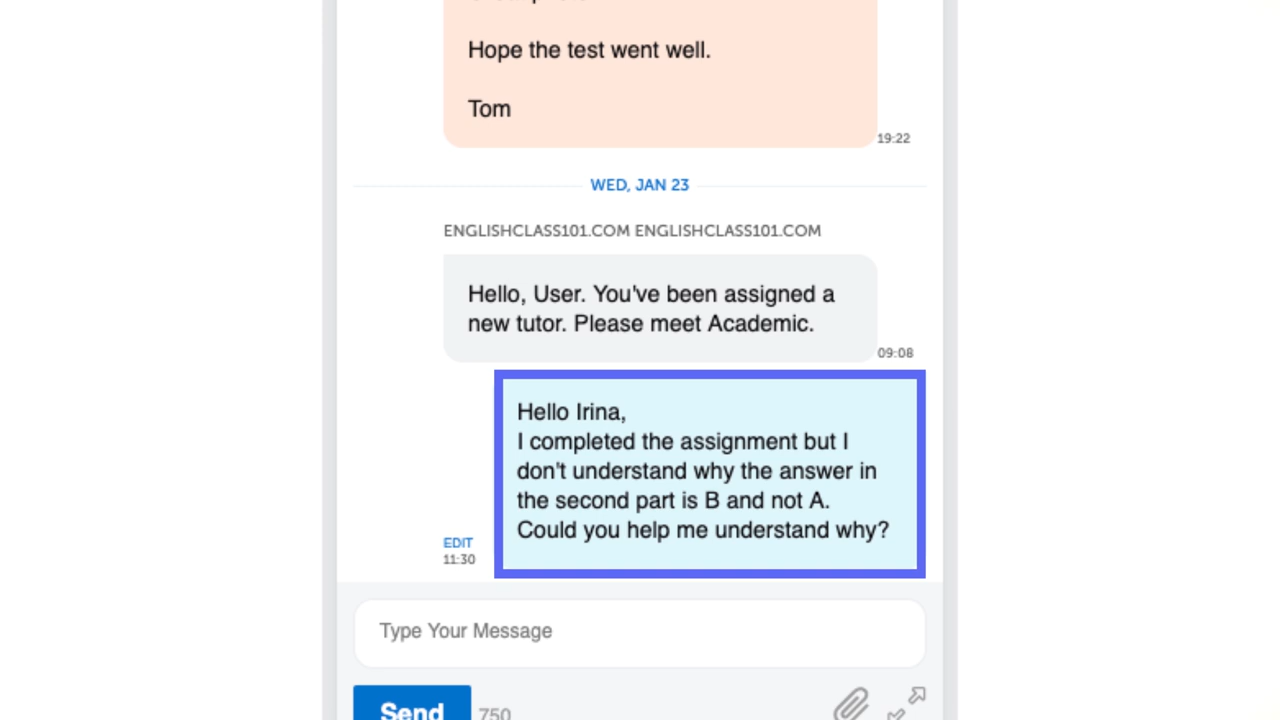 Hope the test went well.
Tom
19:22
WED, JAN 23
ENGLISHCLASS101.COM ENGLISHCLASS101.COM
Hello, User. You've been assigned a
new tutor. Please meet Academic.
09:08
Hello Irina,
I completed the assignment but I
don't understand why the answer in
the second part is B and not A.
Could you help me understand why?
EDIT
11:30
Type Your Message
Send
750